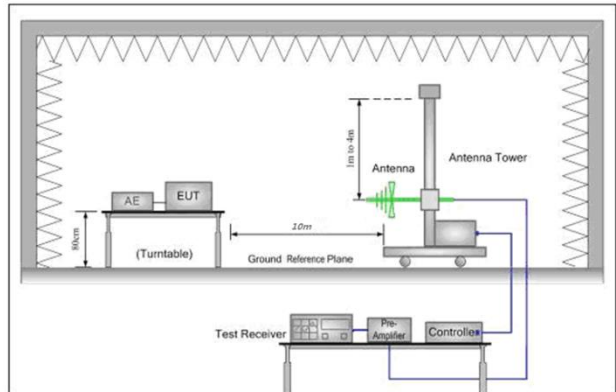 1m to 4m
Antenna
Antenna Tower
AE
EUT
80cm
(Turntable)
10m
Ground Reference Plane
Test Receiver
Pre-
Amplifier
Controller